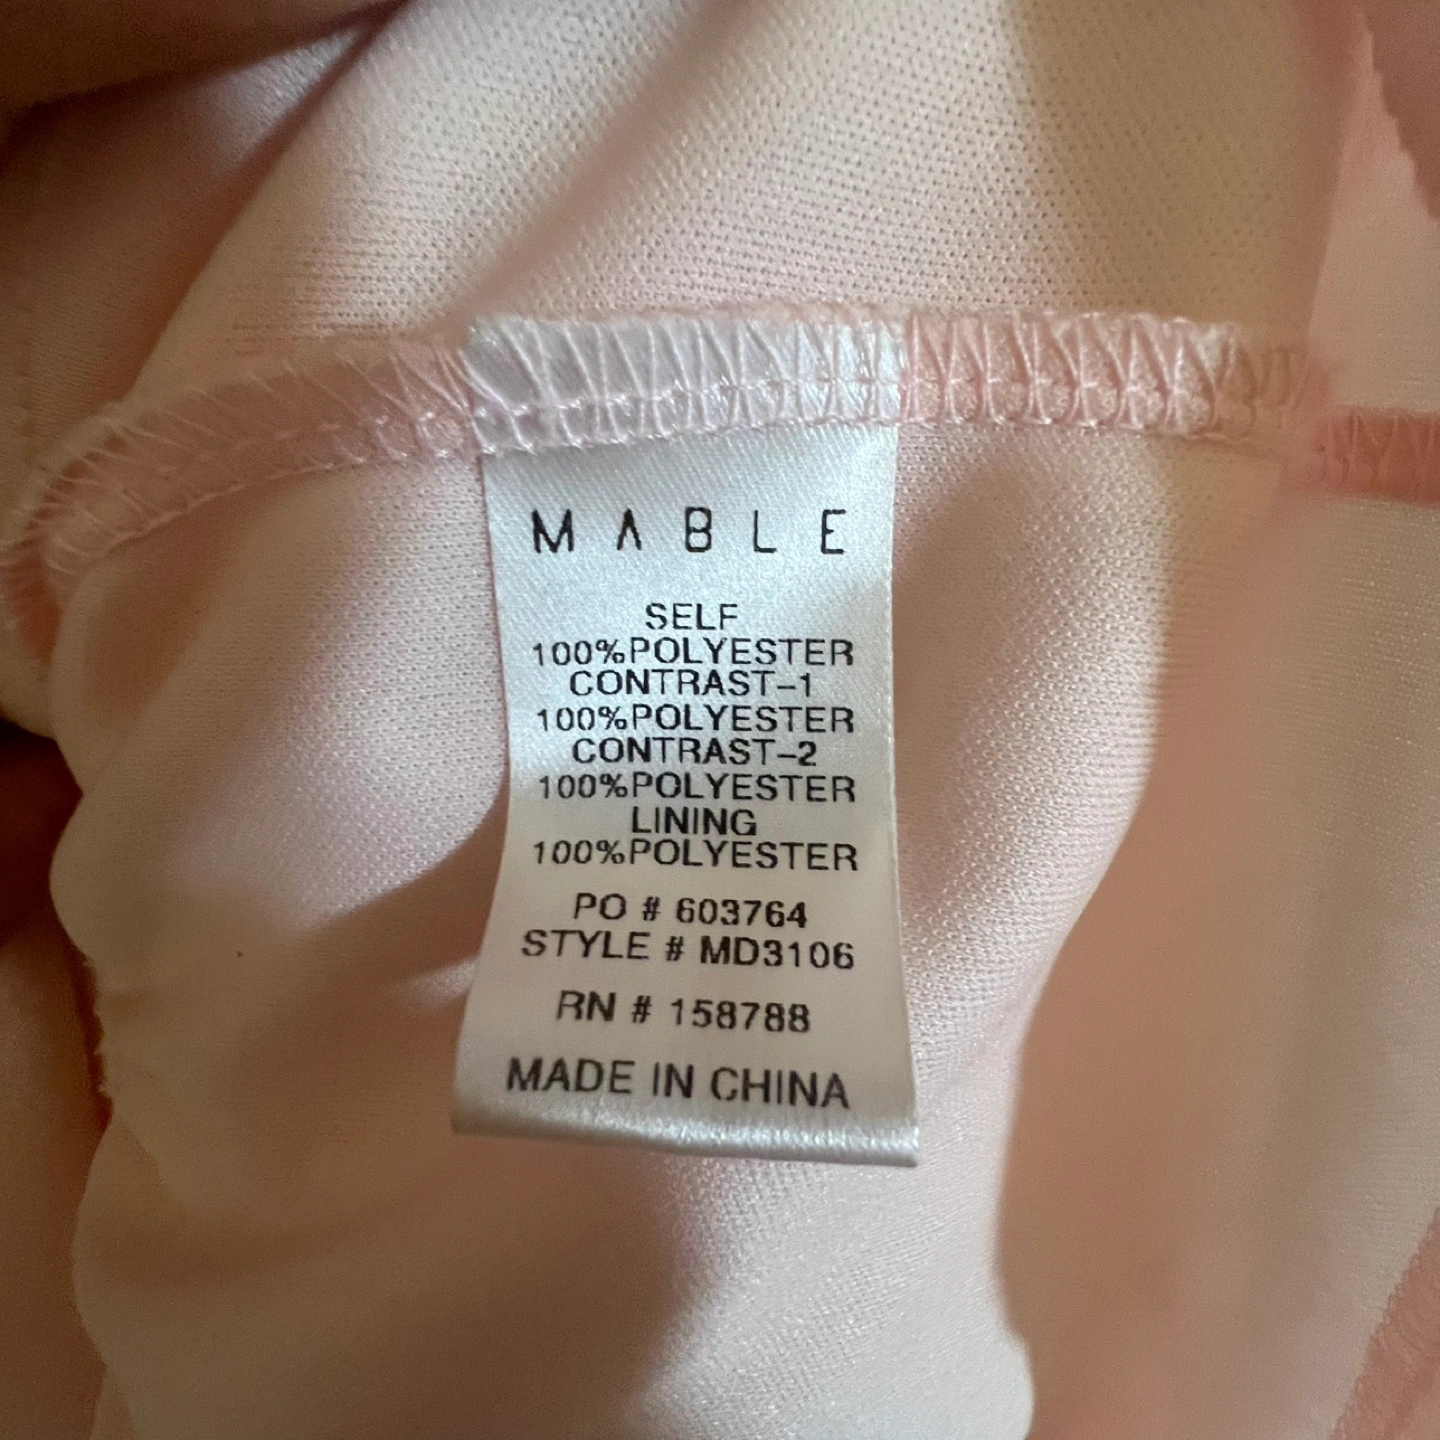 MABLE
SELF
100%POLYESTER
CONTRAST-1
100%POLYESTER
CONTRAST-2
100%POLYESTER
LINING
100%POLYESTER
PO # 603764
STYLE # MD3106
RN # 158788
MADE IN CHINA